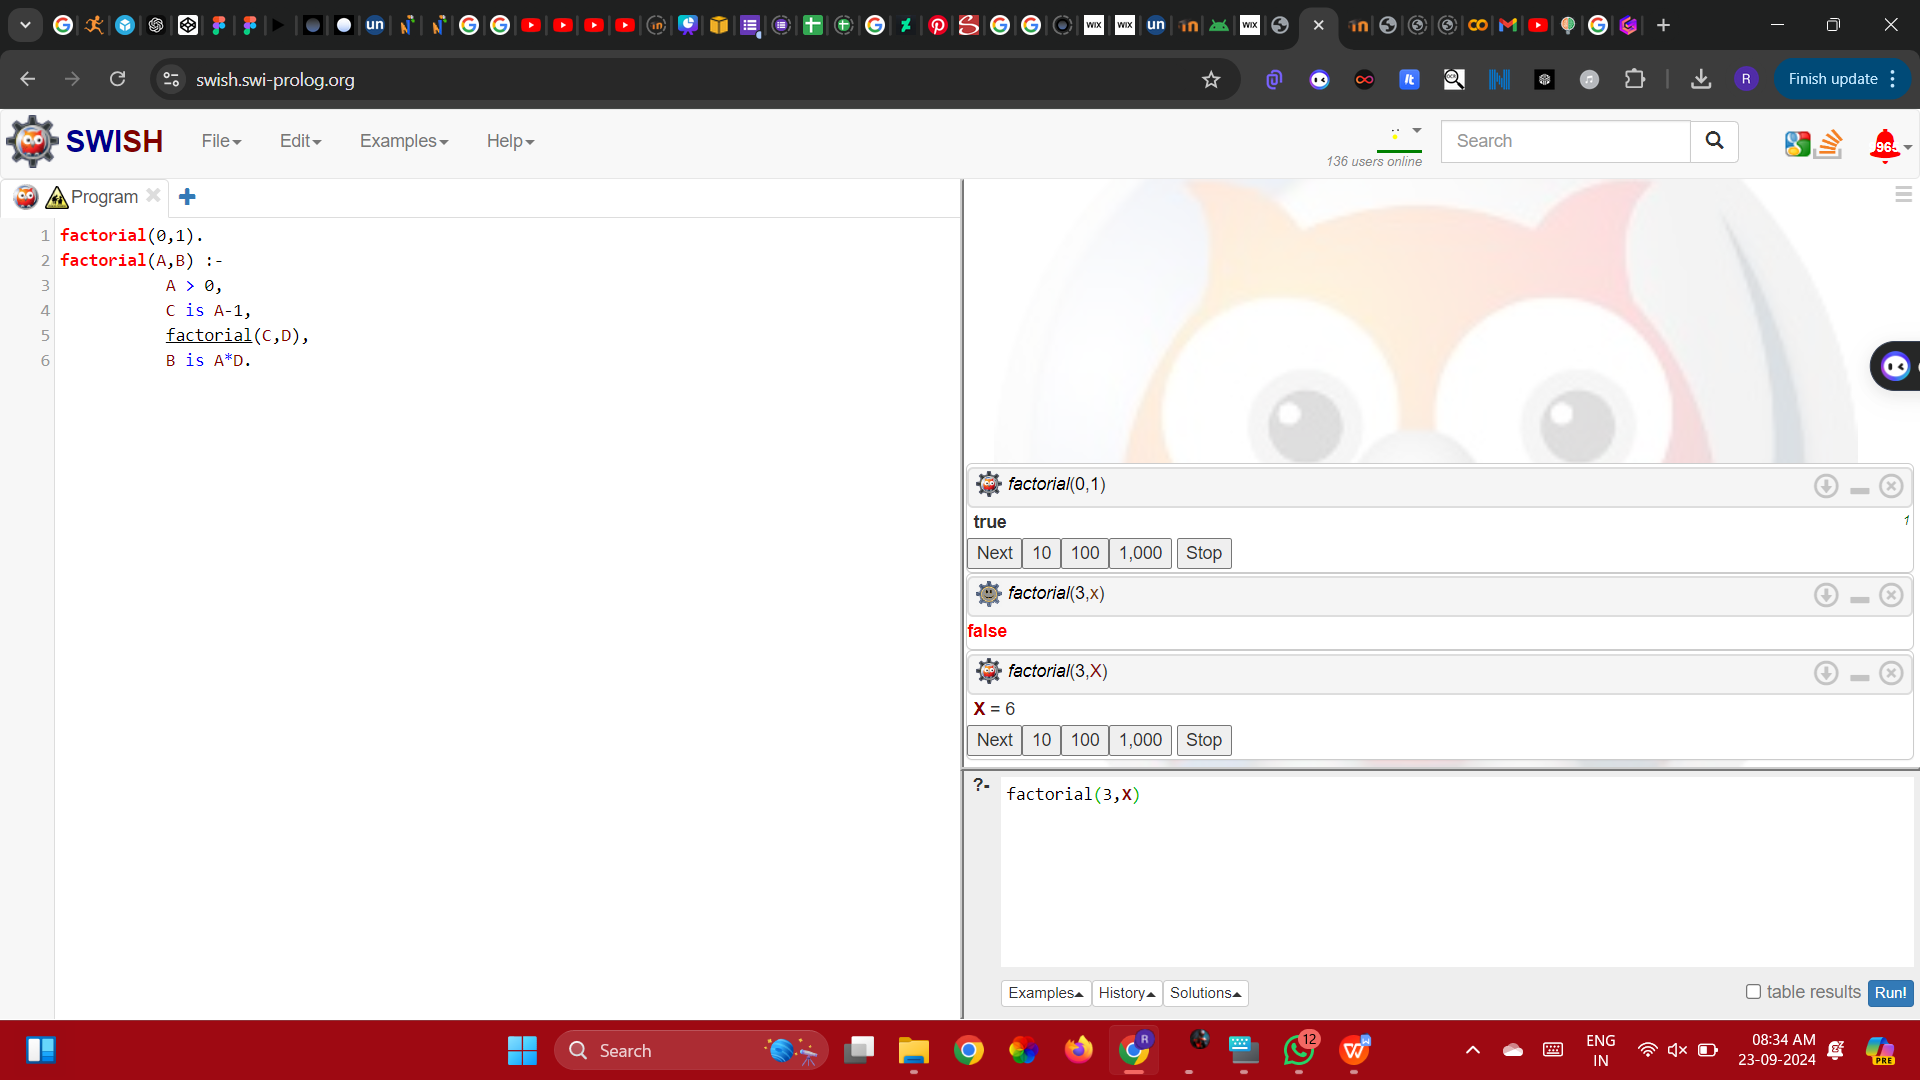 swish.swi-prolog.org
Finish update
SWISH
File
Edit
Examples
Help
136 users online
Search
Program
1 factorial(0,1).
2 factorial(A,B) :-
3 A > 0,
4 C is A-1,
5 factorial(C,D),
6 B is A*D.
factorial(0,1)
true
1
Next 10 100 1,000 Stop
factorial(3,x)
false
factorial(3,X)
X = 6
Next 10 100 1,000 Stop
?- factorial(3,X)
Examples History Solutions
table results Run!
Search
12
ENG
IN
08:34 AM
23-09-2024
PRE